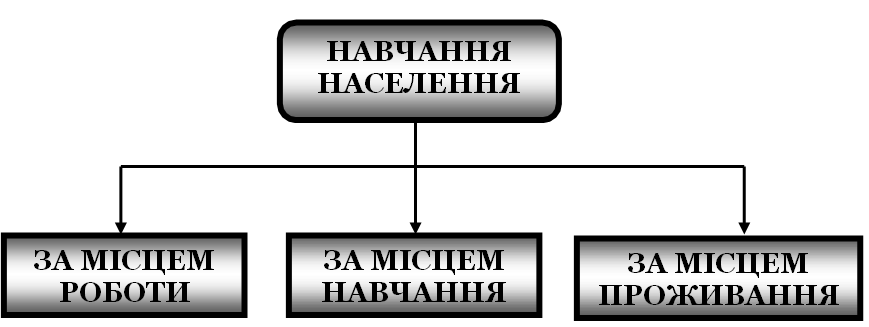 НАВЧАННЯ
НАСЕЛЕННЯ
ЗА МІСЦЕМ
РОБОТИ
ЗА МІСЦЕМ
НАВЧАННЯ
ЗА МІСЦЕМ
ПРОЖИВАННЯ